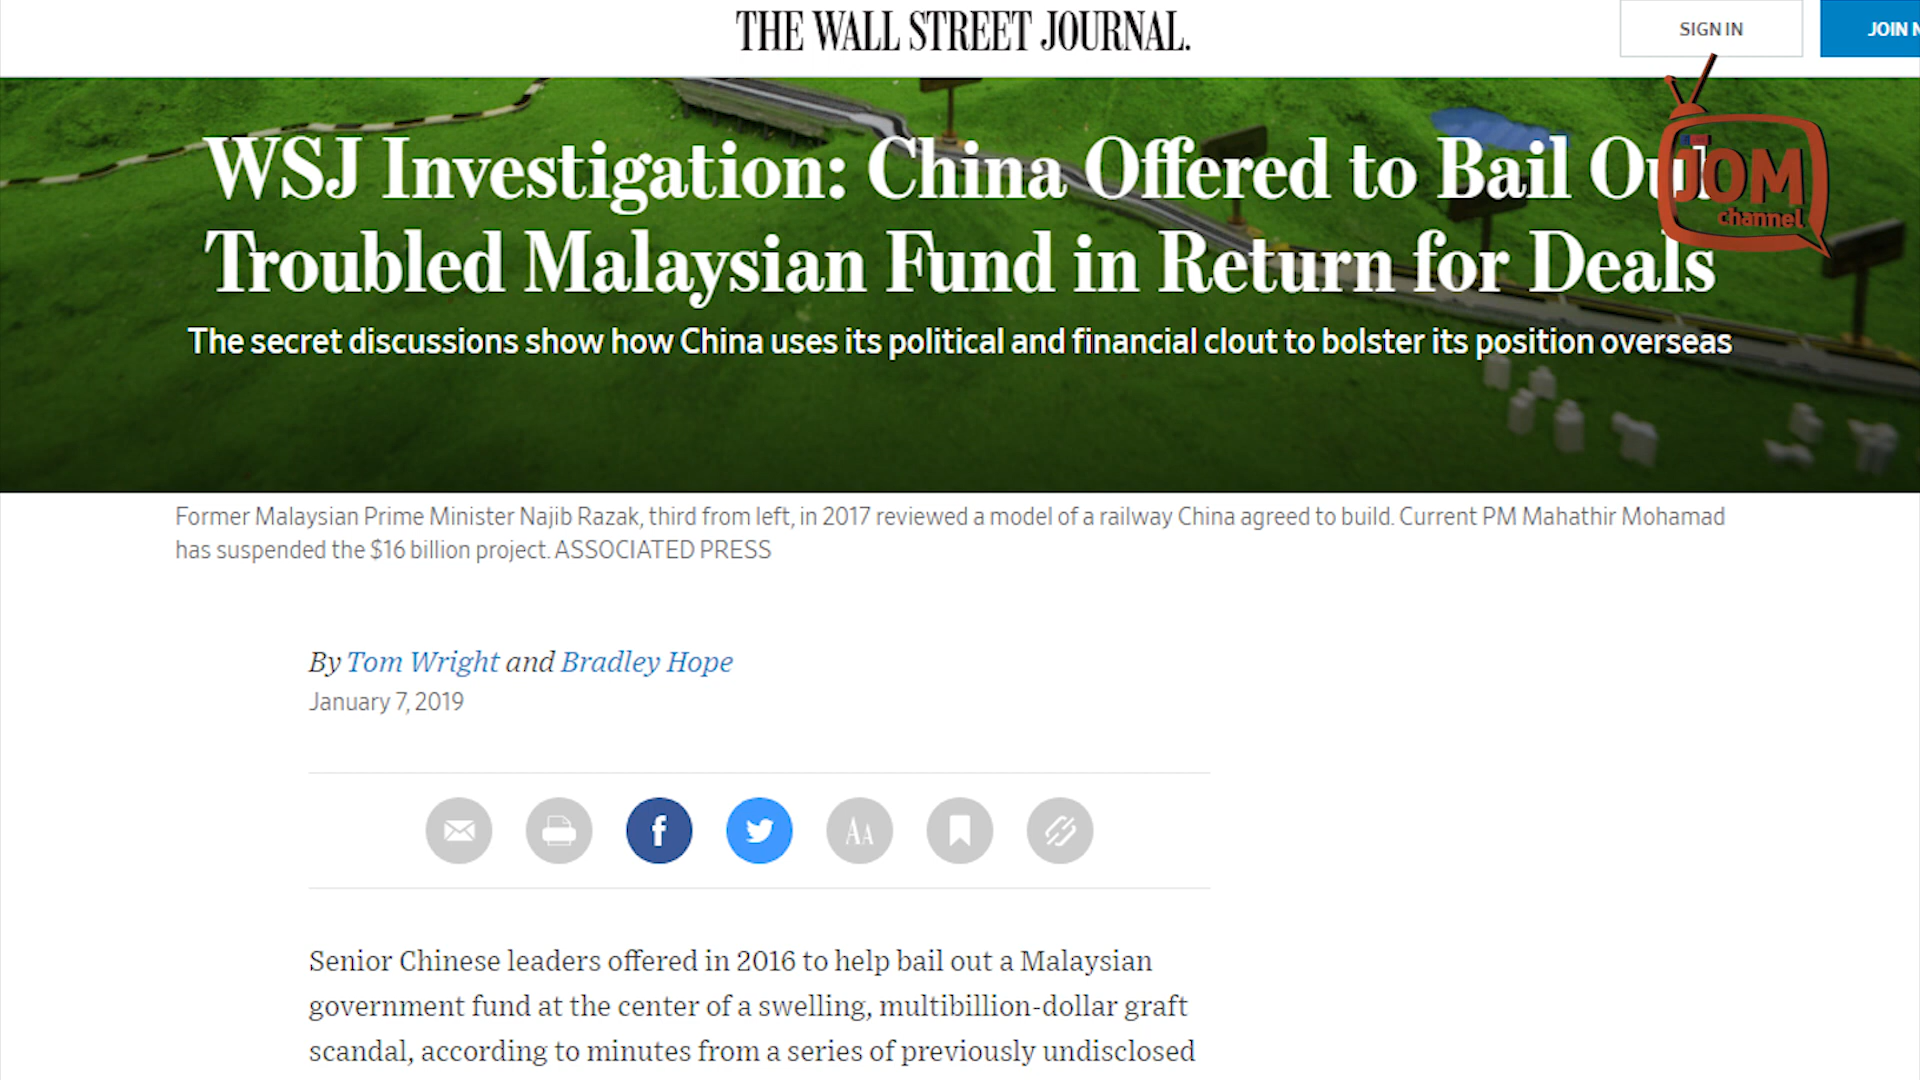 THE WALL STREET JOURNAL.
SIGN IN
JOIN
WSJ Investigation: China Offered to Bail Out
Troubled Malaysian Fund in Return for Deals
JOM
channel
The secret discussions show how China uses its political and financial clout to bolster its position overseas
Former Malaysian Prime Minister Najib Razak, third from left, in 2017 reviewed a model of a railway China agreed to build. Current PM Mahathir Mohamad
has suspended the $16 billion project. ASSOCIATED PRESS
By Tom Wright and Bradley Hope
January 7, 2019
f
AA
Senior Chinese leaders offered in 2016 to help bail out a Malaysian
government fund at the center of a swelling, multibillion-dollar graft
scandal, according to minutes from a series of previously undisclosed